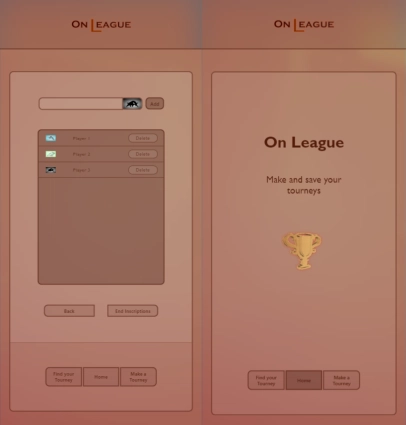 ON LEAGUE
Add
Player 1 Delete
Player 2 Delete
Player 3 Delete
Back End Inscriptions
Find your
Tourney
Home
Make a
Tourney
ON LEAGUE
On League
Make and save your
tourneys
Find your
Tourney
Home
Make a
Tourney